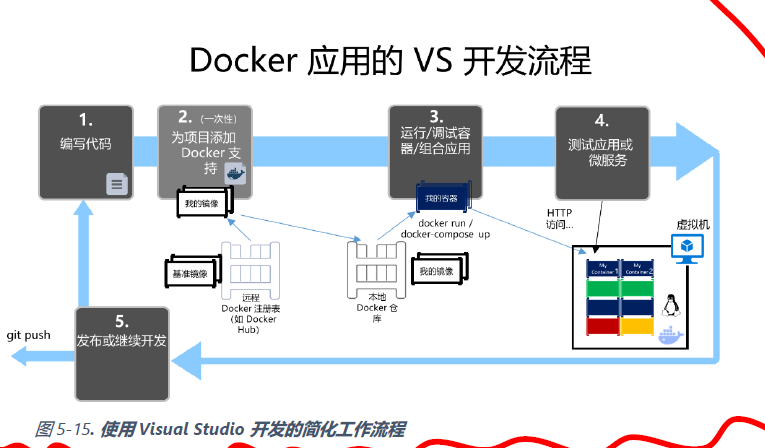 Docker 应用的 VS 开发流程
1.
编写代码
2. (一次性)
为项目添加
Docker 支
持
我的镜像
基准镜像
远程
Docker 注册表
(如 Docker
Hub)
3.
运行/调试容
器/组合应用
我的容器
docker run /
docker-compose up
我的镜像
本地
Docker 仓
库
4.
测试应用或
微服务
HTTP
访问...
虚拟机
My
Container 1
My
Container 2
5.
发布或继续开发
git push
图 5-15. 使用 Visual Studio 开发的简化工作流程